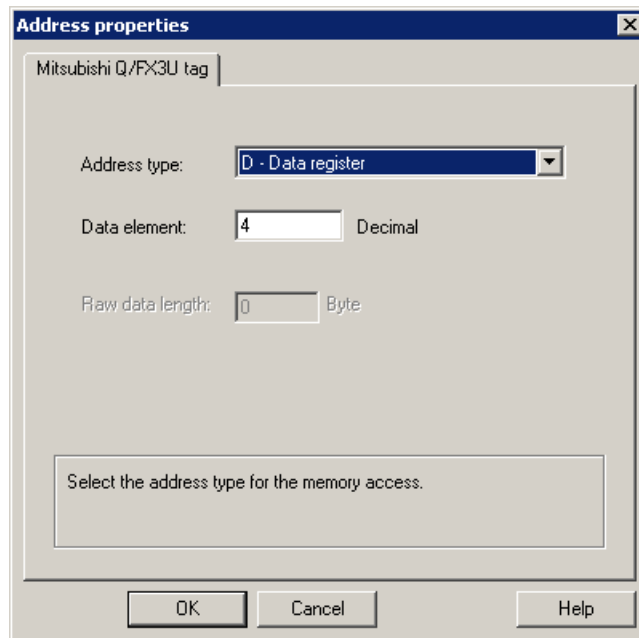 Address properties
Mitsubishi Q/FX3U tag
Address type: D - Data register
Data element: 4 Decimal
Raw data length: 0 Byte
Select the address type for the memory access.
OK Cancel Help